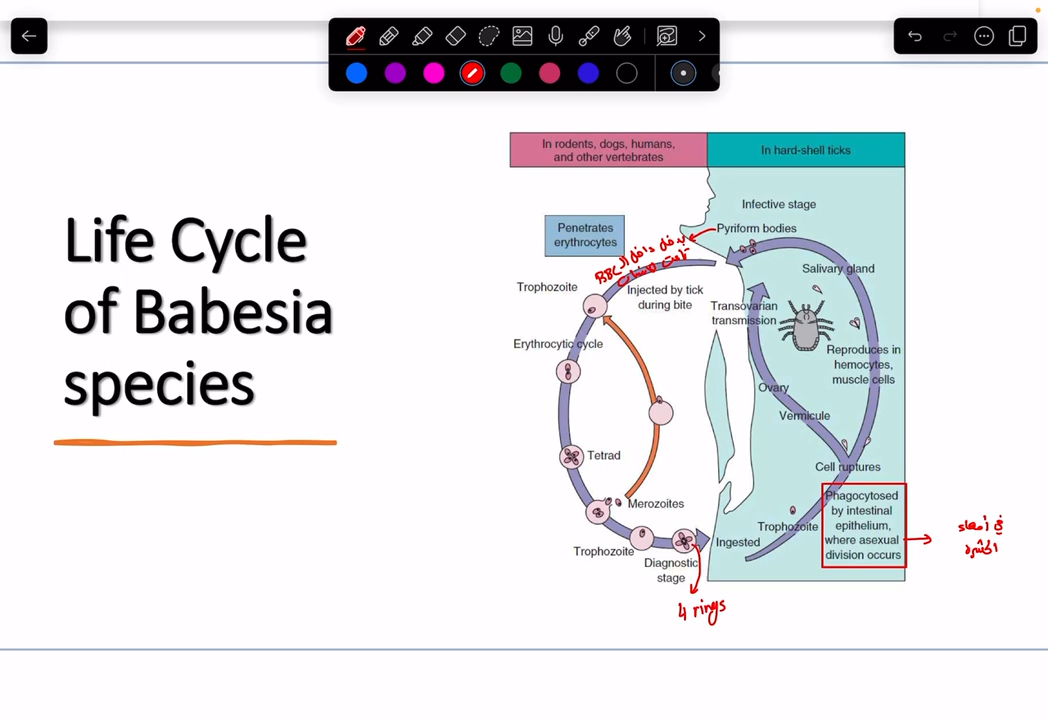 Life Cycle
of Babesia
species
In rodents, dogs, humans,
and other vertebrates
In hard-shell ticks
Infective stage
Pyriform bodies
Penetrates
erythrocytes
Salivary gland
Trophozoite
Injected by tick
during bite
Transovarian
transmission
Erythrocytic cycle
Reproduces in
hemocytes,
muscle cells
Ovary
Vermicule
Tetrad
Cell ruptures
Merozoites
Phagocytosed
by intestinal
epithelium,
where asexual
division occurs
Trophozoite
Ingested
Trophozoite
Diagnostic
stage
4 rings
في أمعاء
الحشرة